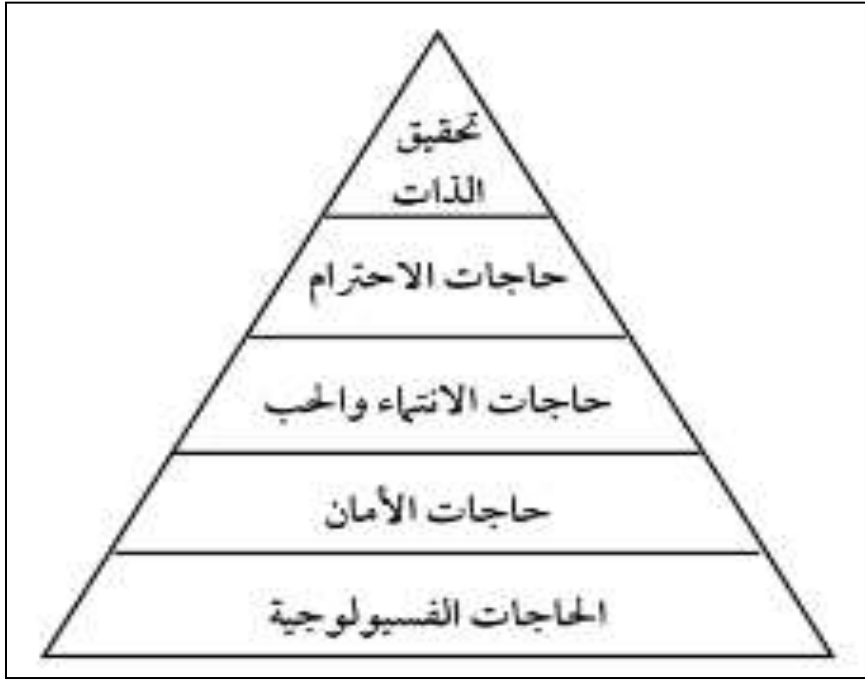 تحقيق
الذات
حاجات الاحترام
حاجات الانتماء والحب
حاجات الأمان
الحاجات الفسيولوجية